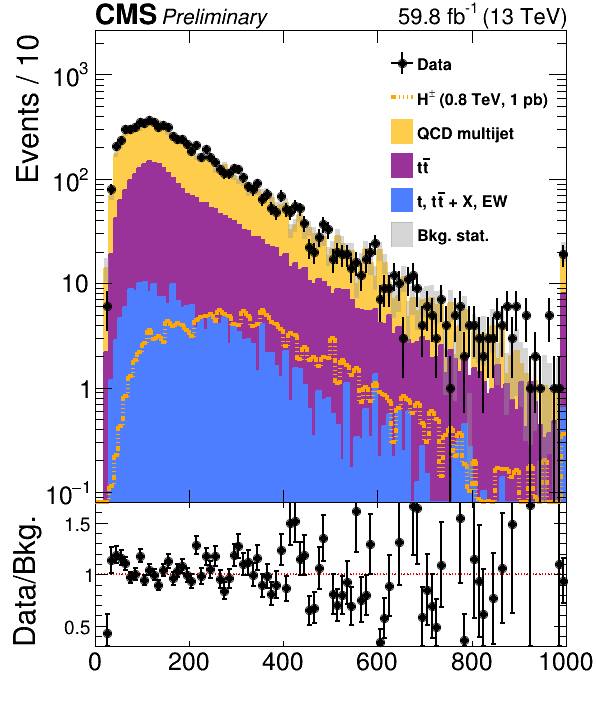 CMS Preliminary 59.8 fb⁻¹ (13 TeV)
Events / 10
10³
10²
10
1
10⁻¹
Data
H± (0.8 TeV, 1 pb)
QCD multijet
tt̄
t, tt̄ + X, EW
Bkg. stat.
Data/Bkg.
1.5
1
0.5
0 200 400 600 800 1000